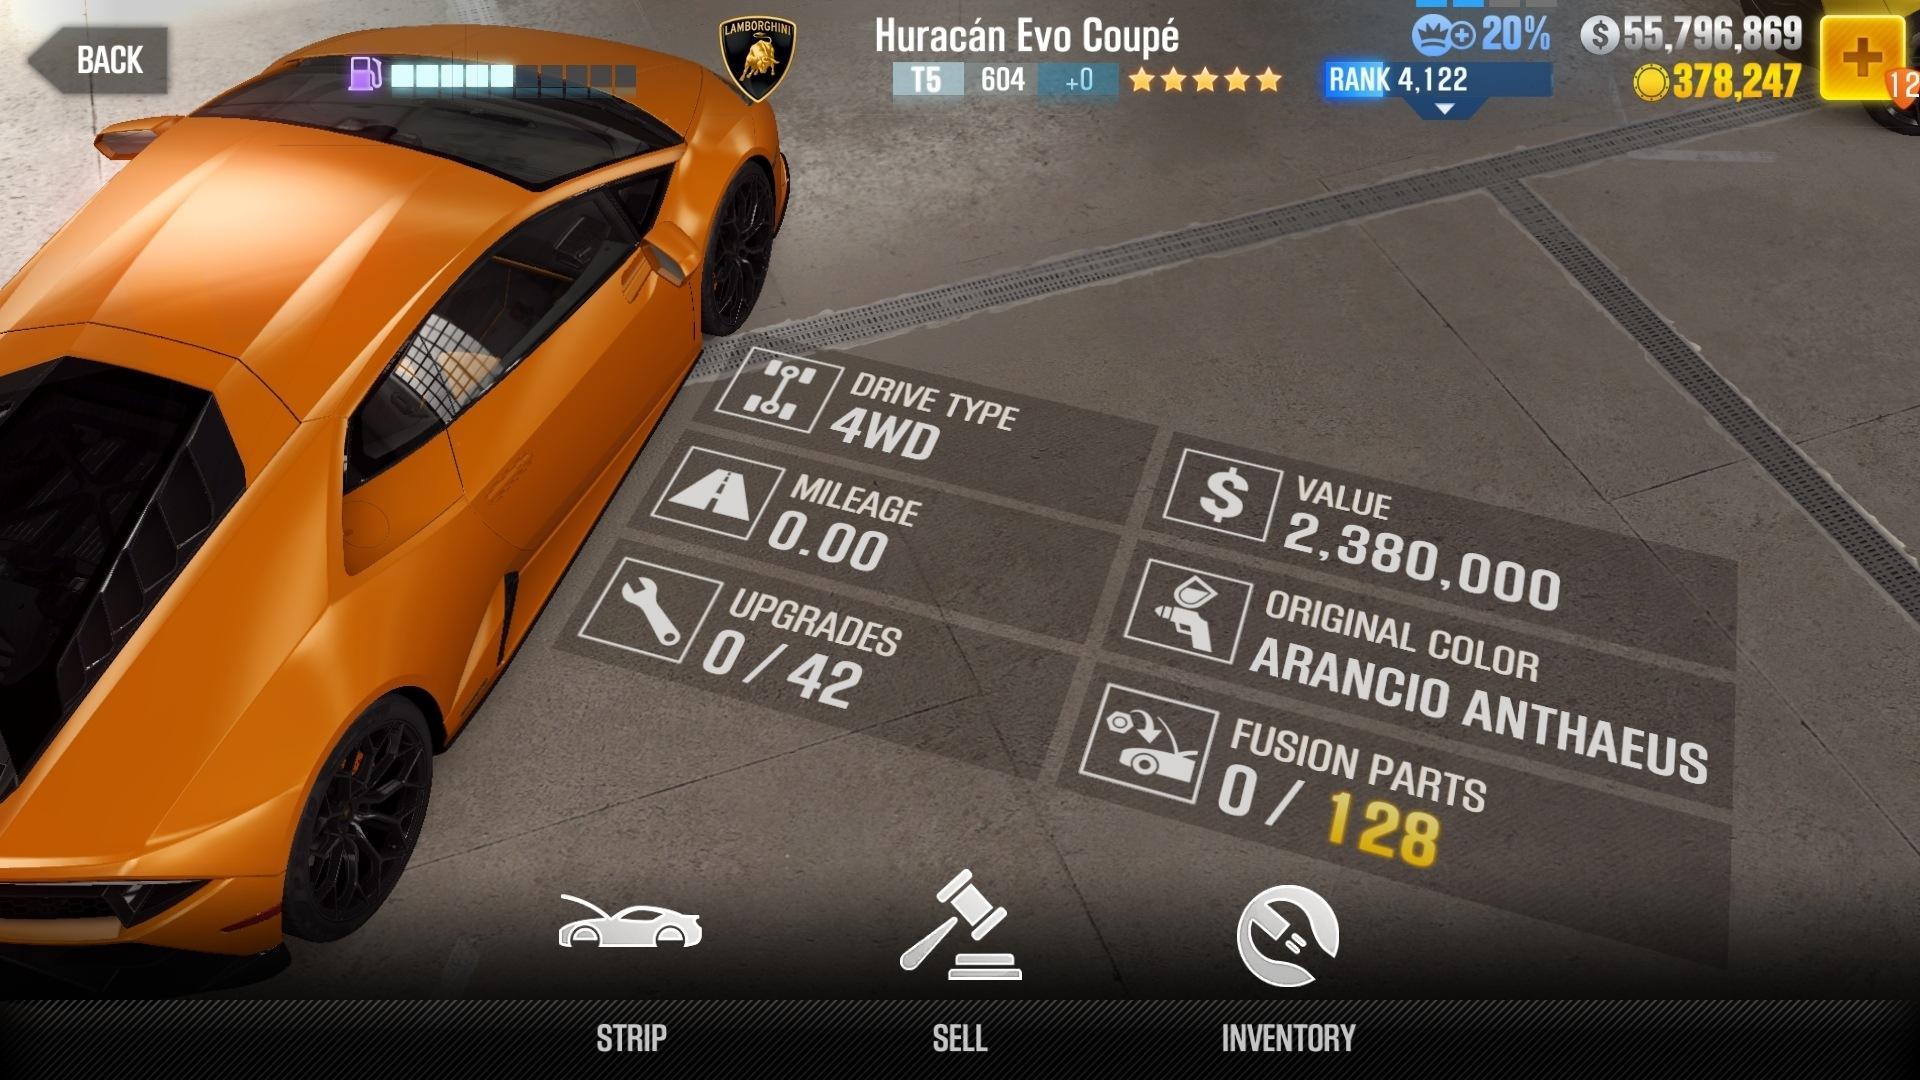 BACK
LAMBORGHINI
Huracán Evo Coupé
T5 604 +0
20%
RANK 4,122
$ 55,796,869
378,247
12
DRIVE TYPE
4WD
MILEAGE
0.00
UPGRADES
0 / 42
$ VALUE
2,380,000
ORIGINAL COLOR
ARANCIO ANTHAEUS
FUSION PARTS
0 / 128
STRIP
SELL
INVENTORY